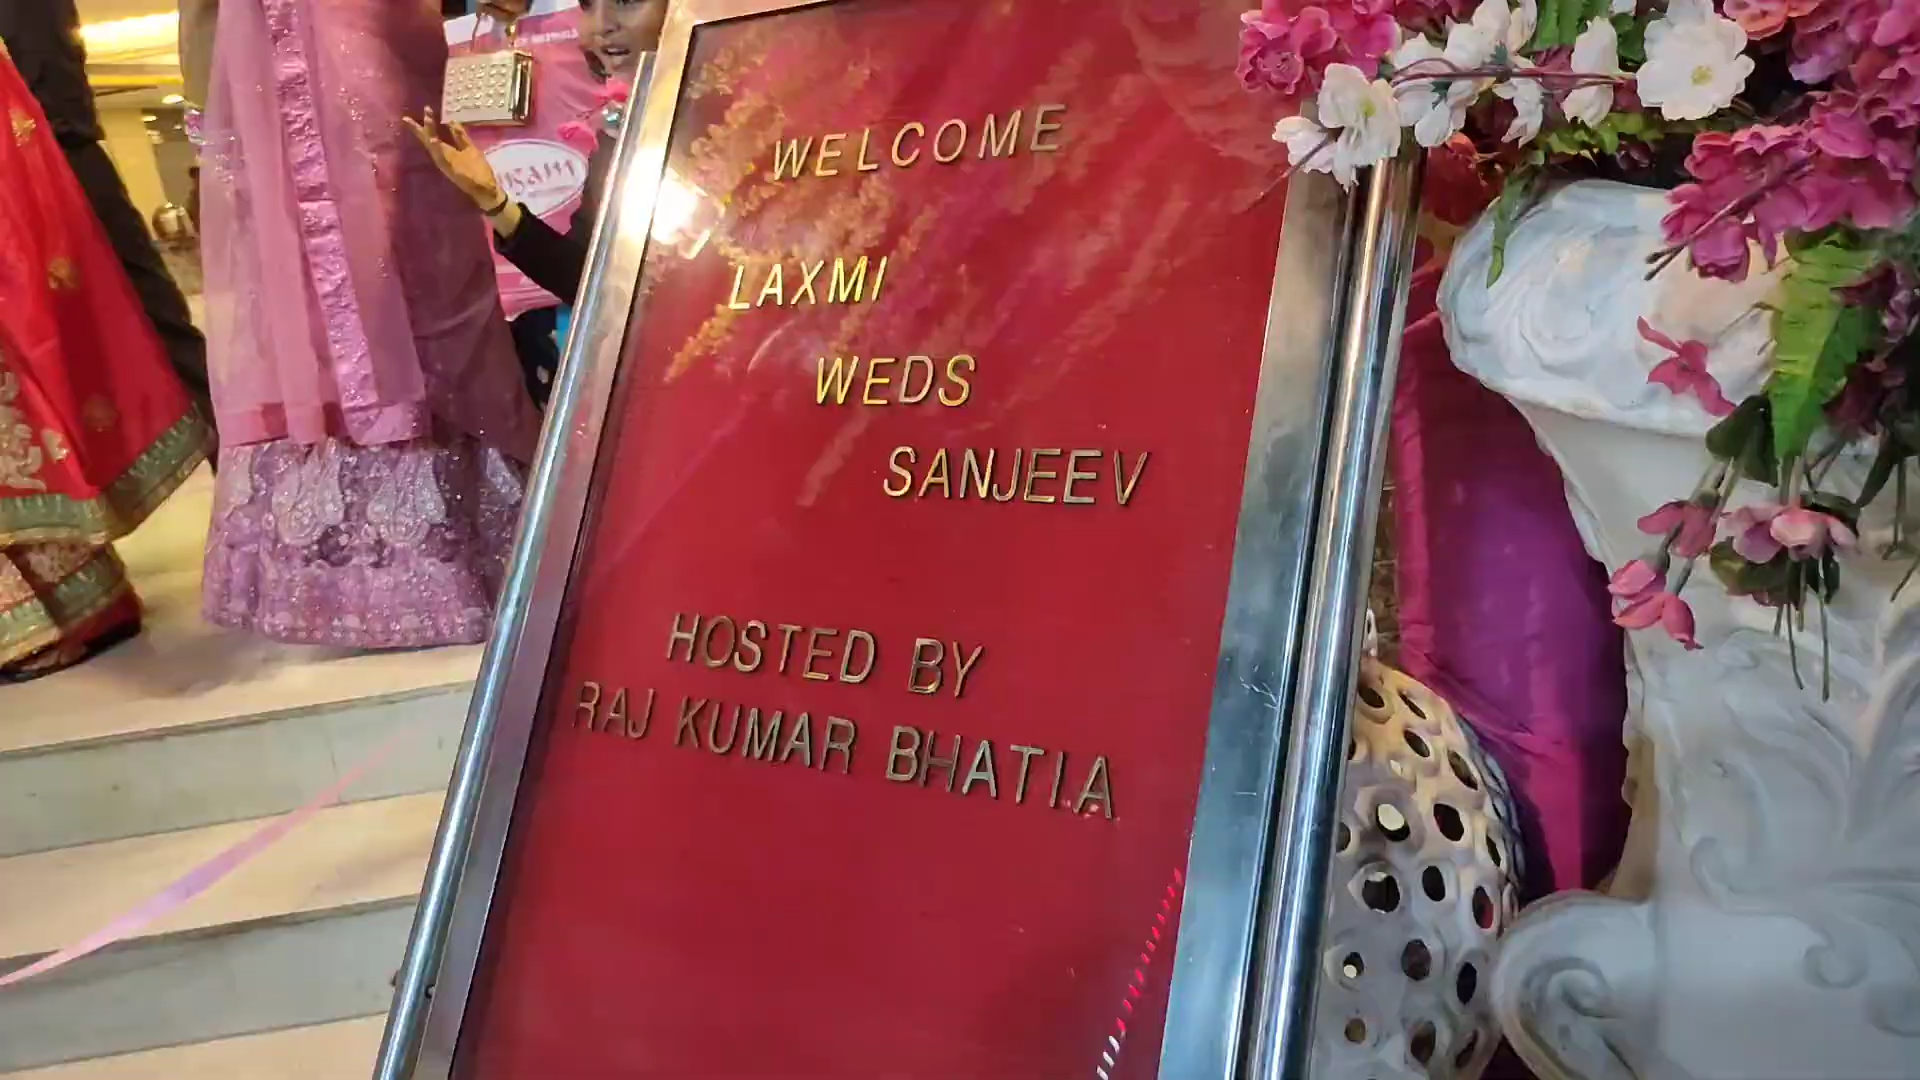 WELCOME
LAXMI
WEDS
SANJEEV
HOSTED BY
RAJ KUMAR BHATIA